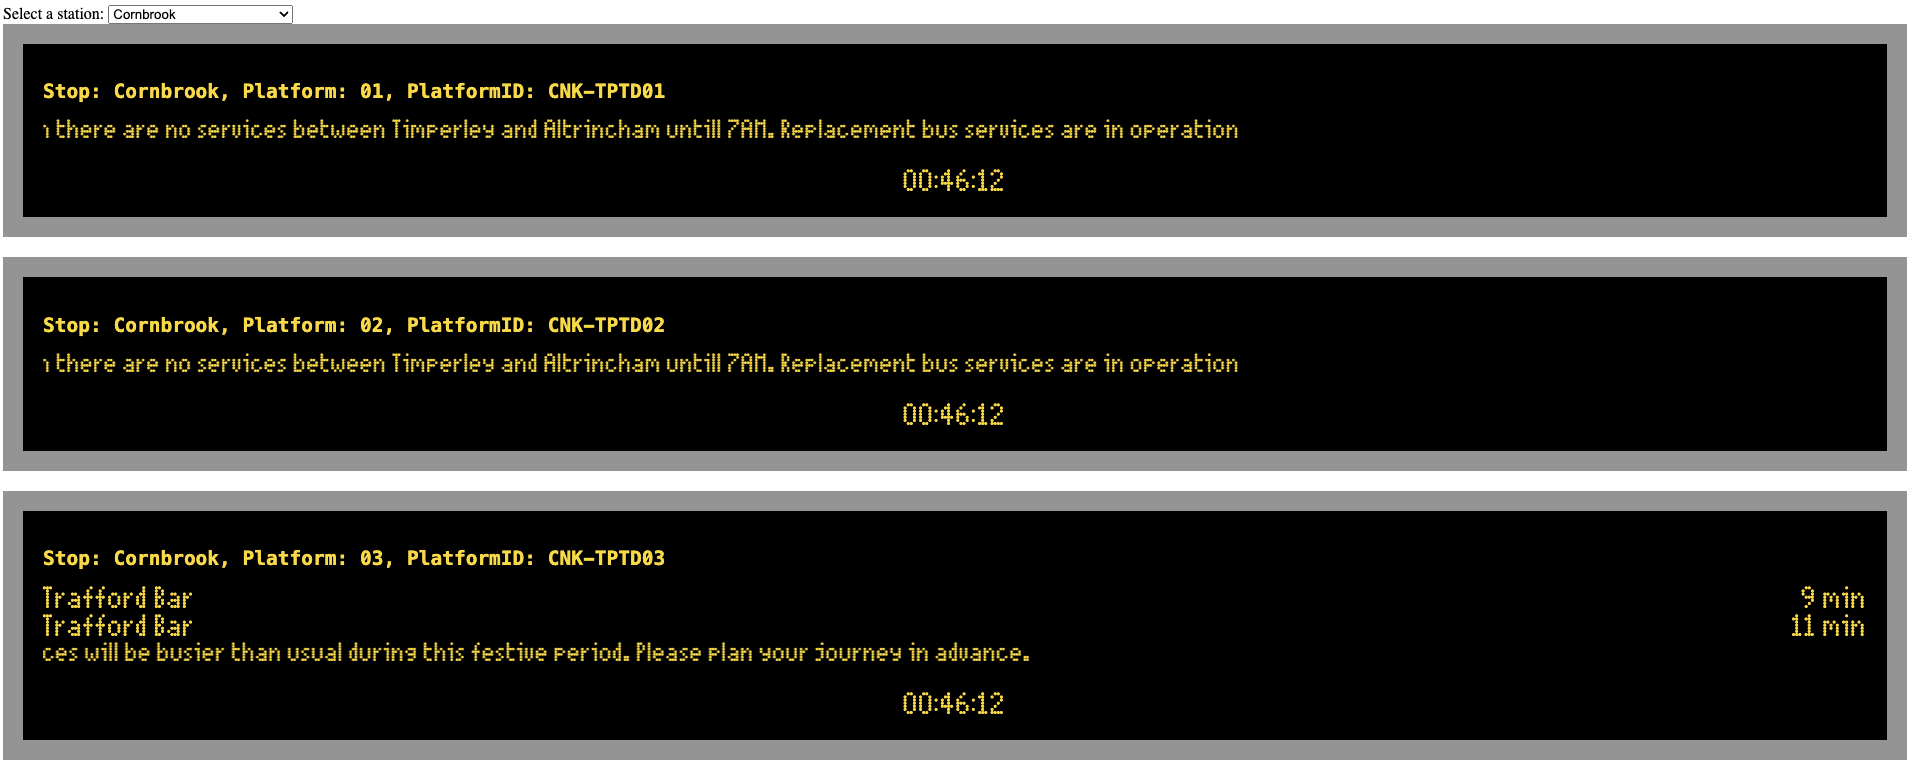 Select a station: Cornbrook
Stop: Cornbrook, Platform: 01, PlatformID: CNK-TPTD01
there are no services between Timperley and Altrincham untill 7AM. Replacement bus services are in operation
00:46:12
Stop: Cornbrook, Platform: 02, PlatformID: CNK-TPTD02
there are no services between Timperley and Altrincham untill 7AM. Replacement bus services are in operation
00:46:12
Stop: Cornbrook, Platform: 03, PlatformID: CNK-TPTD03
Trafford Bar 9 min
Trafford Bar 11 min
ces will be busier than usual during this festive period. Please plan your journey in advance.
00:46:12